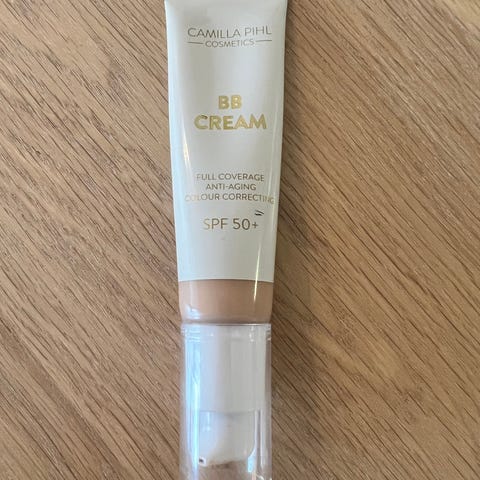 CAMILLA PIHL
COSMETICS
BB
CREAM
FULL COVERAGE
ANTI-AGING
COLOUR CORRECTING
SPF 50+